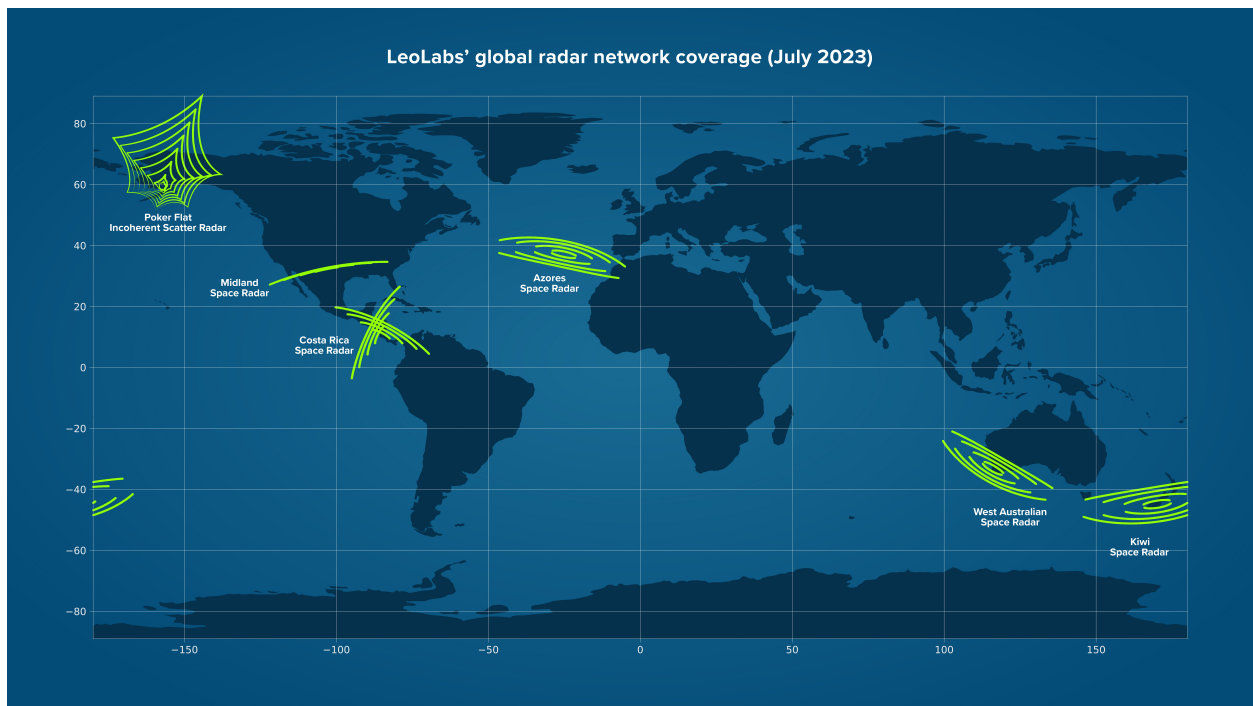 LeoLabs’ global radar network coverage (July 2023)
80
60
40
20
0
−20
−40
−60
−80
Poker Flat
Incoherent Scatter Radar
Midland
Space Radar
Costa Rica
Space Radar
Azores
Space Radar
West Australian
Space Radar
Kiwi
Space Radar
−150
−100
−50
0
50
100
150